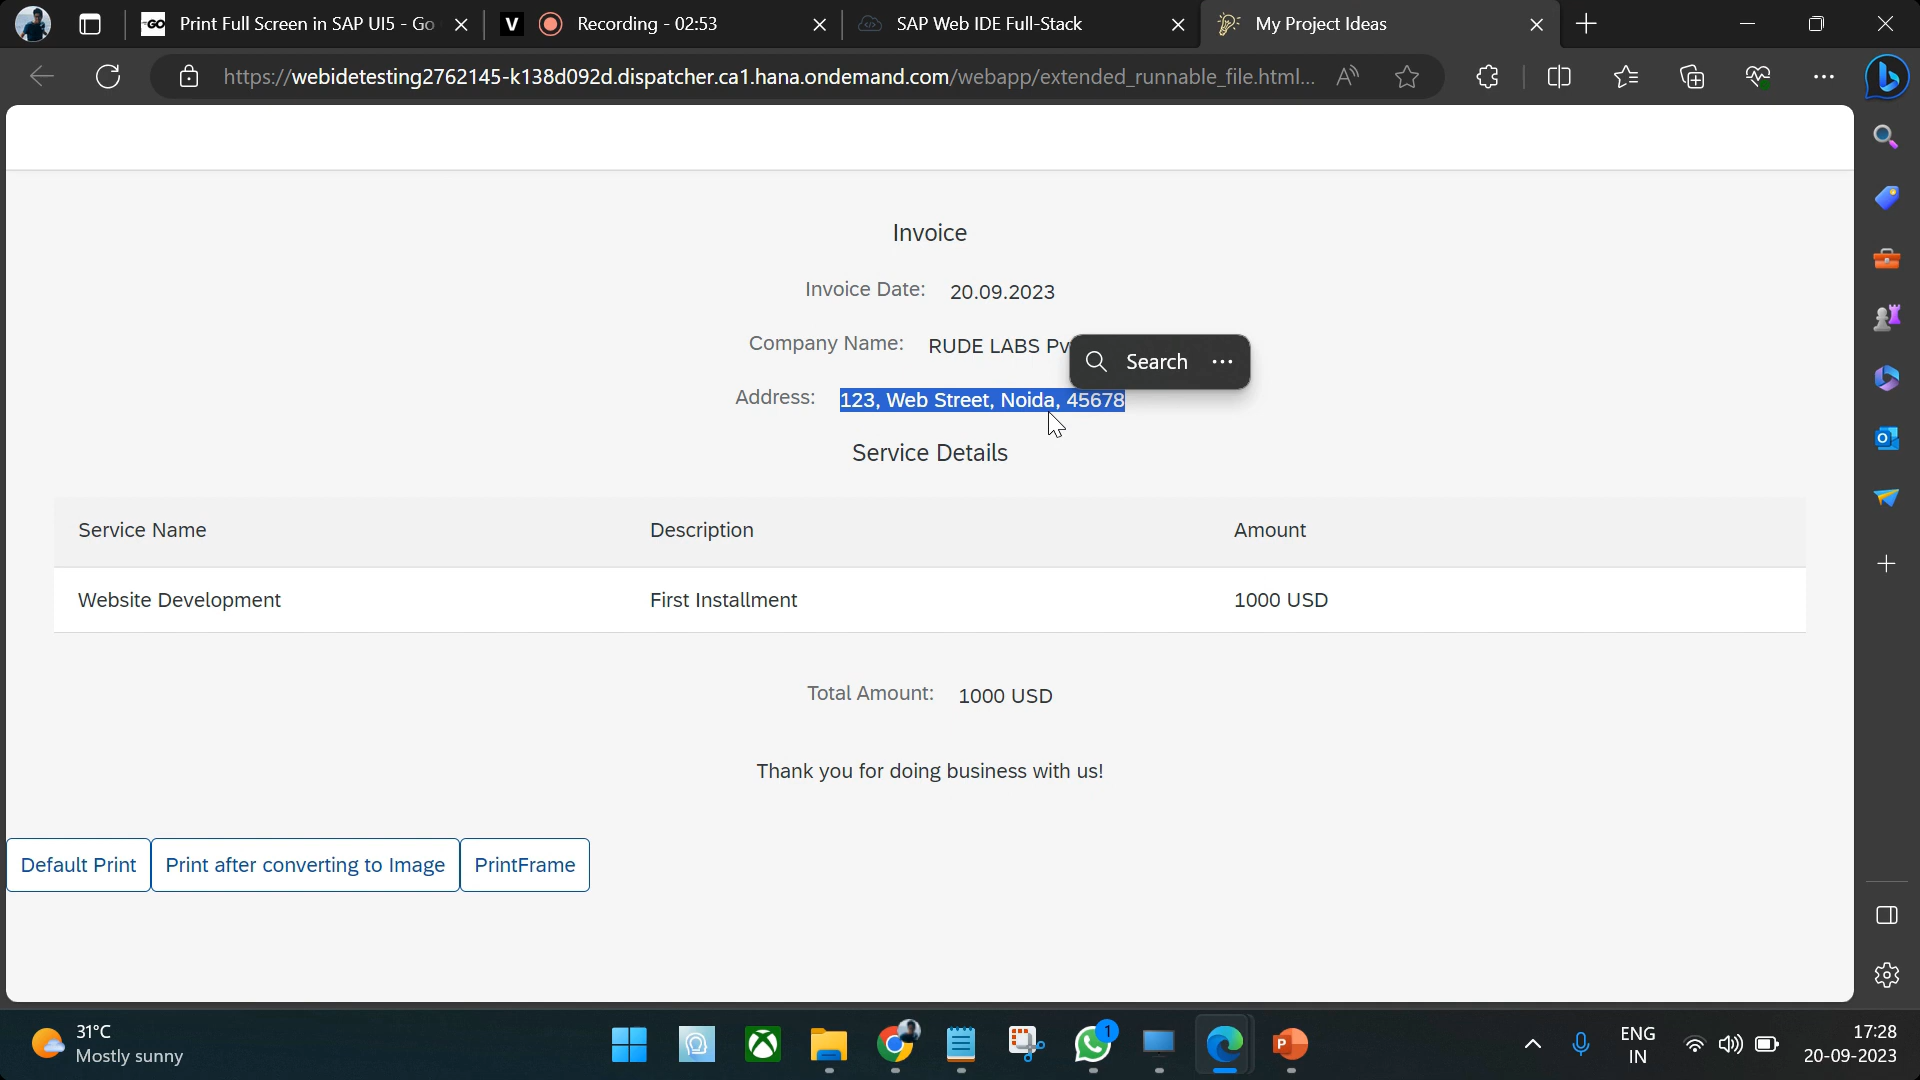 Print Full Screen in SAP UI5 - Go
V
Recording - 02:53
SAP Web IDE Full-Stack
My Project Ideas
https://webidetesting2762145-k138d092d.dispatcher.ca1.hana.ondemand.com/webapp/extended_runnable_file.html...
Invoice
Invoice Date: 20.09.2023
Company Name: RUDE LABS Pv
Search ...
Address: 123, Web Street, Noida, 45678
Service Details
Service Name Description Amount
Website Development First Installment 1000 USD
Total Amount: 1000 USD
Thank you for doing business with us!
Default Print Print after converting to Image PrintFrame
31°C
Mostly sunny
1
ENG
IN
17:28
20-09-2023